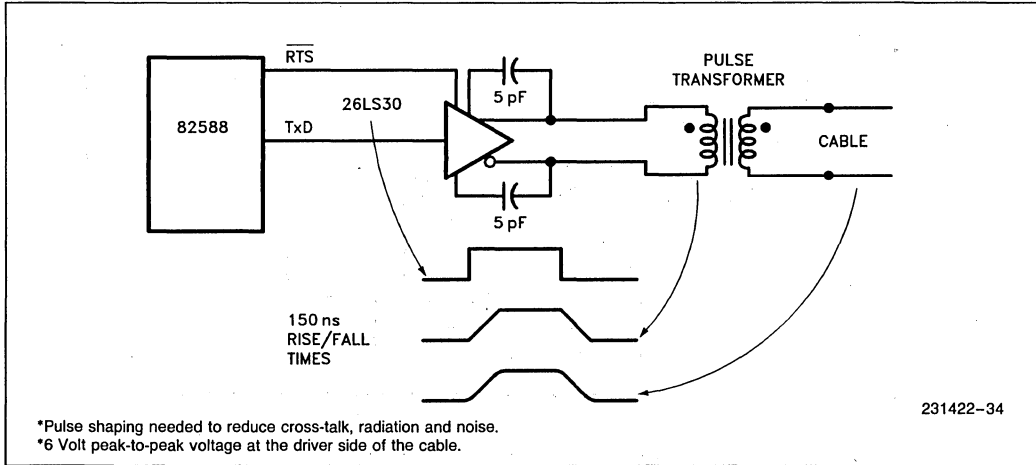 RTS
5 pF
PULSE
TRANSFORMER
26LS30
82588
TxD
CABLE
5 pF
150 ns
RISE/FALL
TIMES
231422-34
*Pulse shaping needed to reduce cross-talk, radiation and noise.
*6 Volt peak-to-peak voltage at the driver side of the cable.